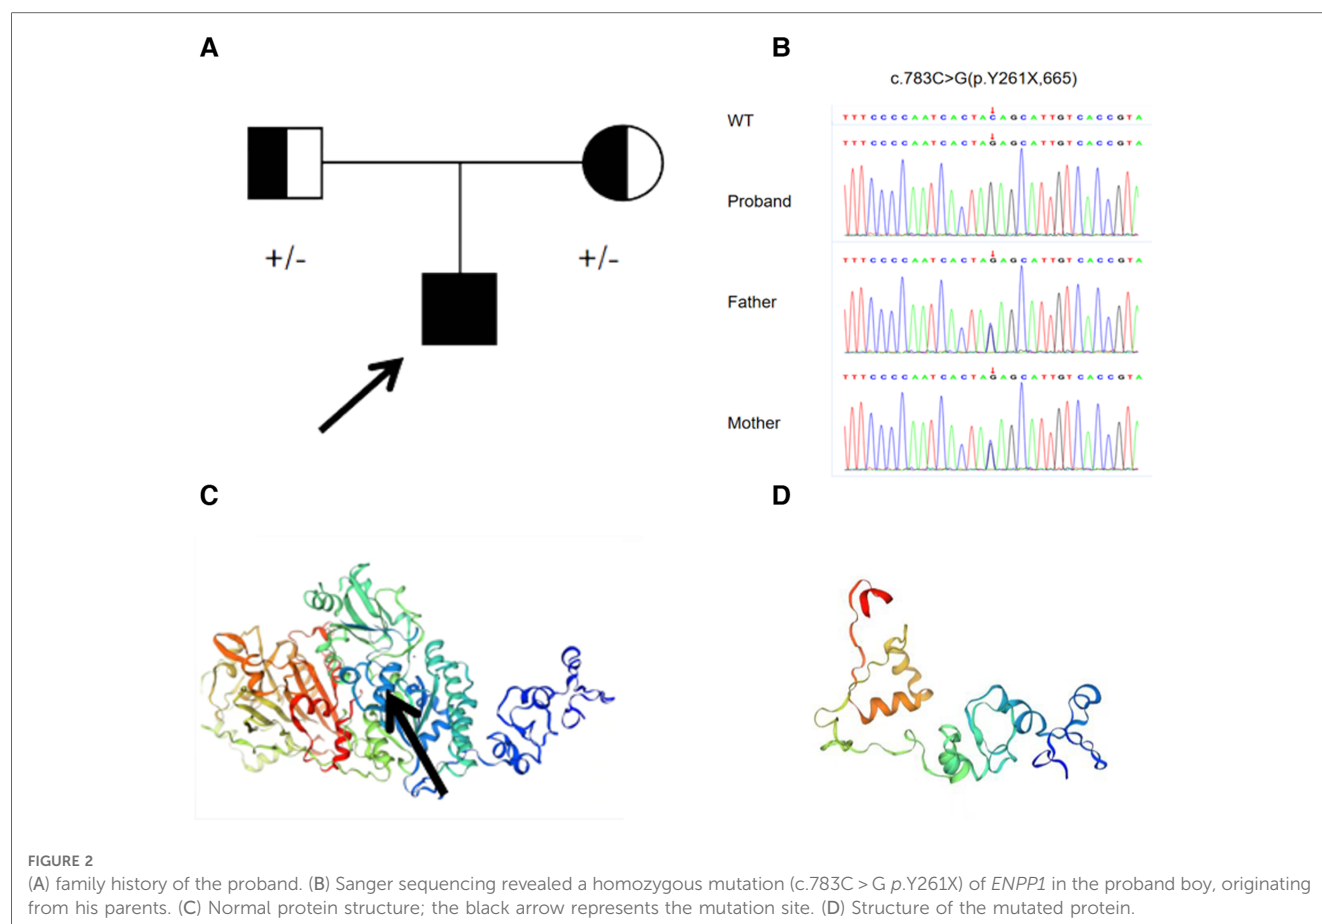 A
B
c.783C>G(p.Y261X,665)
WT
TTTCCCCAATCACTACAGCATTGTCACCGTA
TTTCCCCAATCACTAGAGCATTGTCACCGTA
Proband
TTTCCCCAATCACTAGAGCATTGTCACCGTA
Father
TTTCCCCAATCACTAGAGCATTGTCACCGTA
Mother
+/-
+/-
C
D
FIGURE 2
(A) family history of the proband. (B) Sanger sequencing revealed a homozygous mutation (c.783C > G p.Y261X) of ENPP1 in the proband boy, originating
from his parents. (C) Normal protein structure; the black arrow represents the mutation site. (D) Structure of the mutated protein.